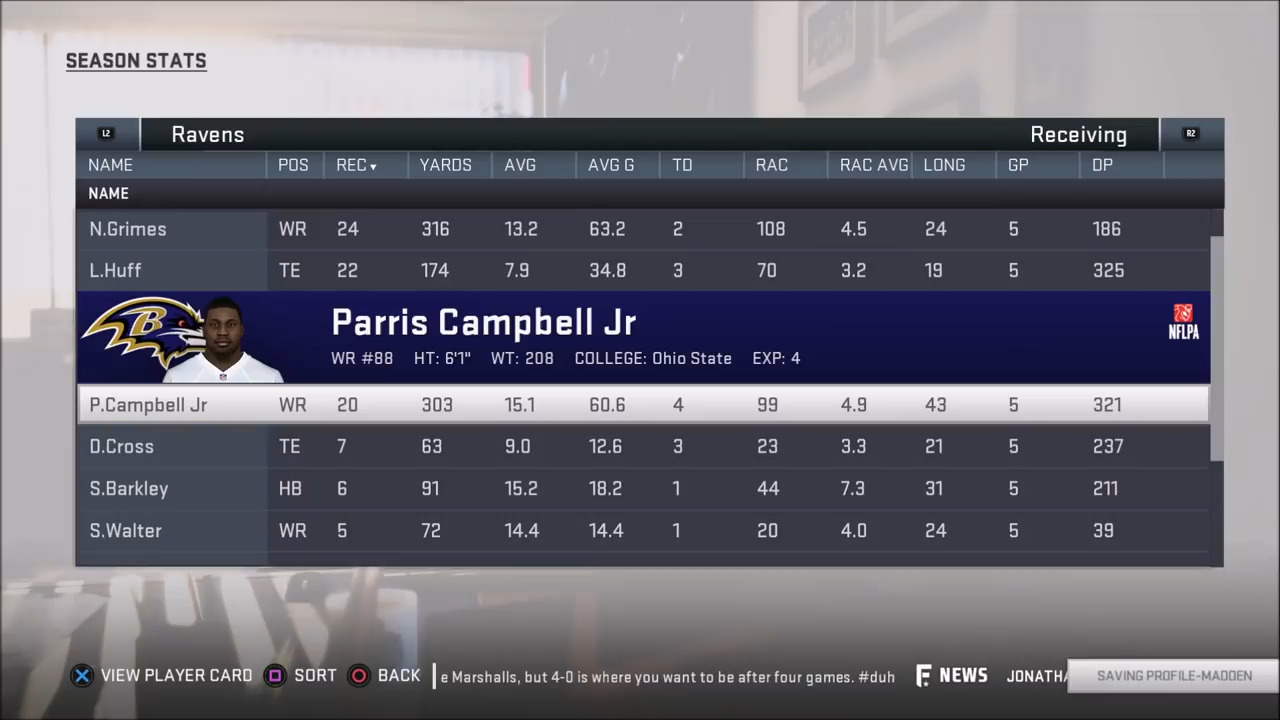 SEASON STATS
L2 Ravens Receiving R2
NAME POS REC▾ YARDS AVG AVG G TD RAC RAC AVG LONG GP DP
NAME
N.Grimes WR 24 316 13.2 63.2 2 108 4.5 24 5 186
L.Huff TE 22 174 7.9 34.8 3 70 3.2 19 5 325
B
Parris Campbell Jr
WR #88 HT: 6'1" WT: 208 COLLEGE: Ohio State EXP: 4
NFLPA
P.Campbell Jr WR 20 303 15.1 60.6 4 99 4.9 43 5 321
D.Cross TE 7 63 9.0 12.6 3 23 3.3 21 5 237
S.Barkley HB 6 91 15.2 18.2 1 44 7.3 31 5 211
S.Walter WR 5 72 14.4 14.4 1 20 4.0 24 5 39
VIEW PLAYER CARD SORT BACK e Marshalls, but 4-0 is where you want to be after four games. #duh F NEWS JONATHA SAVING PROFILE-MADDEN